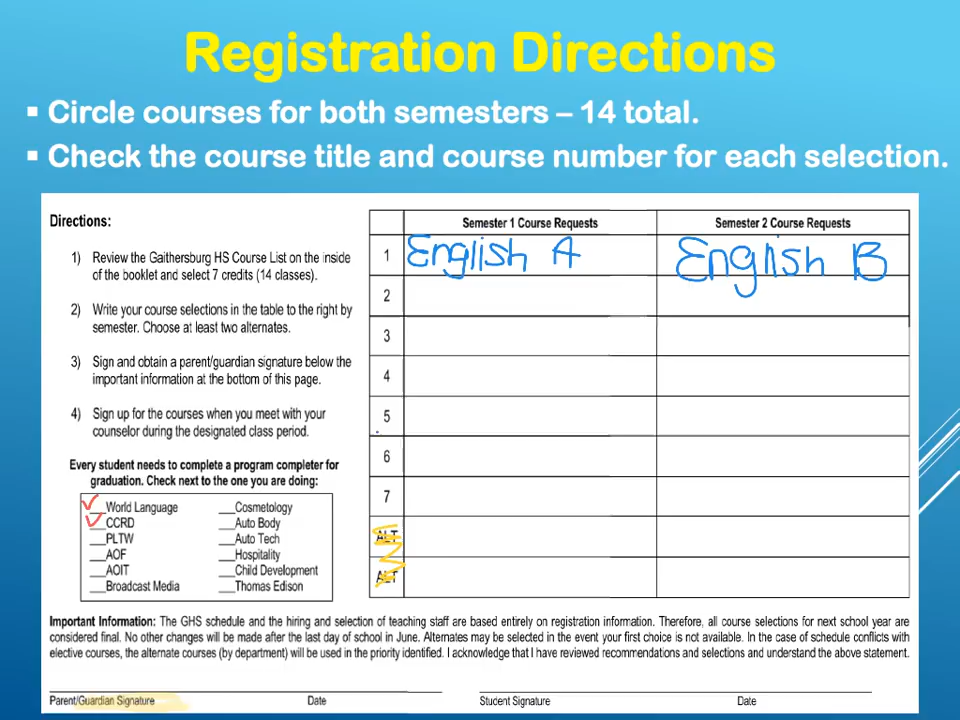 Registration Directions
▪ Circle courses for both semesters – 14 total.
▪ Check the course title and course number for each selection.
Directions:
1) Review the Gaithersburg HS Course List on the inside
of the booklet and select 7 credits (14 classes).
2) Write your course selections in the table to the right by
semester. Choose at least two alternates.
3) Sign and obtain a parent/guardian signature below the
important information at the bottom of this page.
4) Sign up for the courses when you meet with your
counselor during the designated class period.
Every student needs to complete a program completer for
graduation. Check next to the one you are doing:
___World Language ___Cosmetology
___CCRD ___Auto Body
___PLTW ___Auto Tech
___AOF ___Hospitality
___AOIT ___Child Development
___Broadcast Media ___Thomas Edison
Semester 1 Course Requests Semester 2 Course Requests
1 English A English B
2
3
4
5
6
7
ALT
ALT
Important Information: The GHS schedule and the hiring and selection of teaching staff are based entirely on registration information. Therefore, all course selections for next school year are
considered final. No other changes will be made after the last day of school in June. Alternates may be selected in the event your first choice is not available. In the case of schedule conflicts with
elective courses, the alternate courses (by department) will be used in the priority identified. I acknowledge that I have reviewed recommendations and selections and understand the above statement.
Parent/Guardian Signature Date Student Signature Date